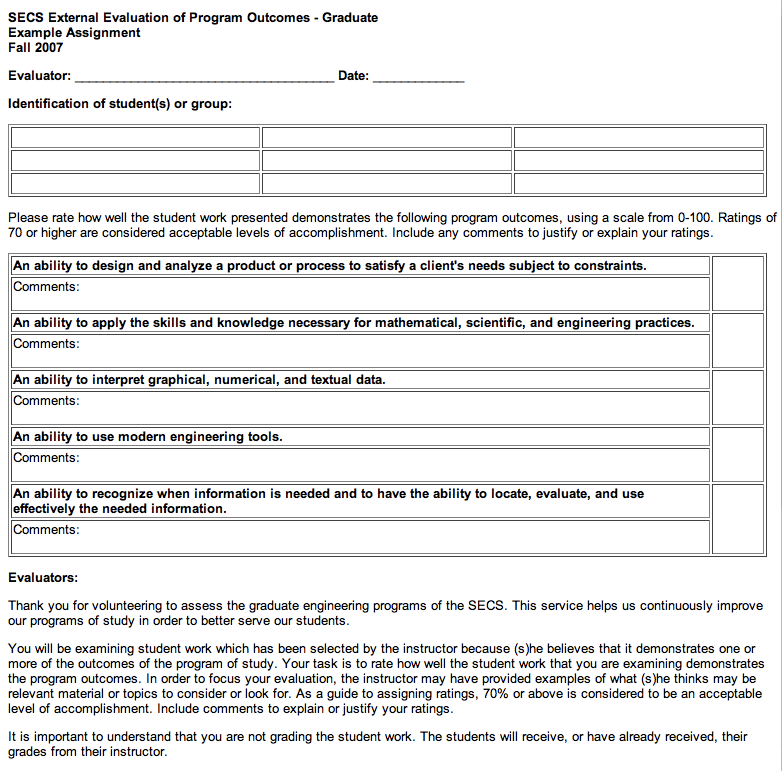 SECS External Evaluation of Program Outcomes - Graduate
Example Assignment
Fall 2007
Evaluator: _____________________________________ Date: _____________
Identification of student(s) or group:
Please rate how well the student work presented demonstrates the following program outcomes, using a scale from 0-100. Ratings of
70 or higher are considered acceptable levels of accomplishment. Include any comments to justify or explain your ratings.
An ability to design and analyze a product or process to satisfy a client's needs subject to constraints.
Comments:
An ability to apply the skills and knowledge necessary for mathematical, scientific, and engineering practices.
Comments:
An ability to interpret graphical, numerical, and textual data.
Comments:
An ability to use modern engineering tools.
Comments:
An ability to recognize when information is needed and to have the ability to locate, evaluate, and use
effectively the needed information.
Comments:
Evaluators:
Thank you for volunteering to assess the graduate engineering programs of the SECS. This service helps us continuously improve
our programs of study in order to better serve our students.
You will be examining student work which has been selected by the instructor because (s)he believes that it demonstrates one or
more of the outcomes of the program of study. Your task is to rate how well the student work that you are examining demonstrates
the program outcomes. In order to focus your evaluation, the instructor may have provided examples of what (s)he thinks may be
relevant material or topics to consider or look for. As a guide to assigning ratings, 70% or above is considered to be an acceptable
level of accomplishment. Include comments to explain or justify your ratings.
It is important to understand that you are not grading the student work. The students will receive, or have already received, their
grades from their instructor.